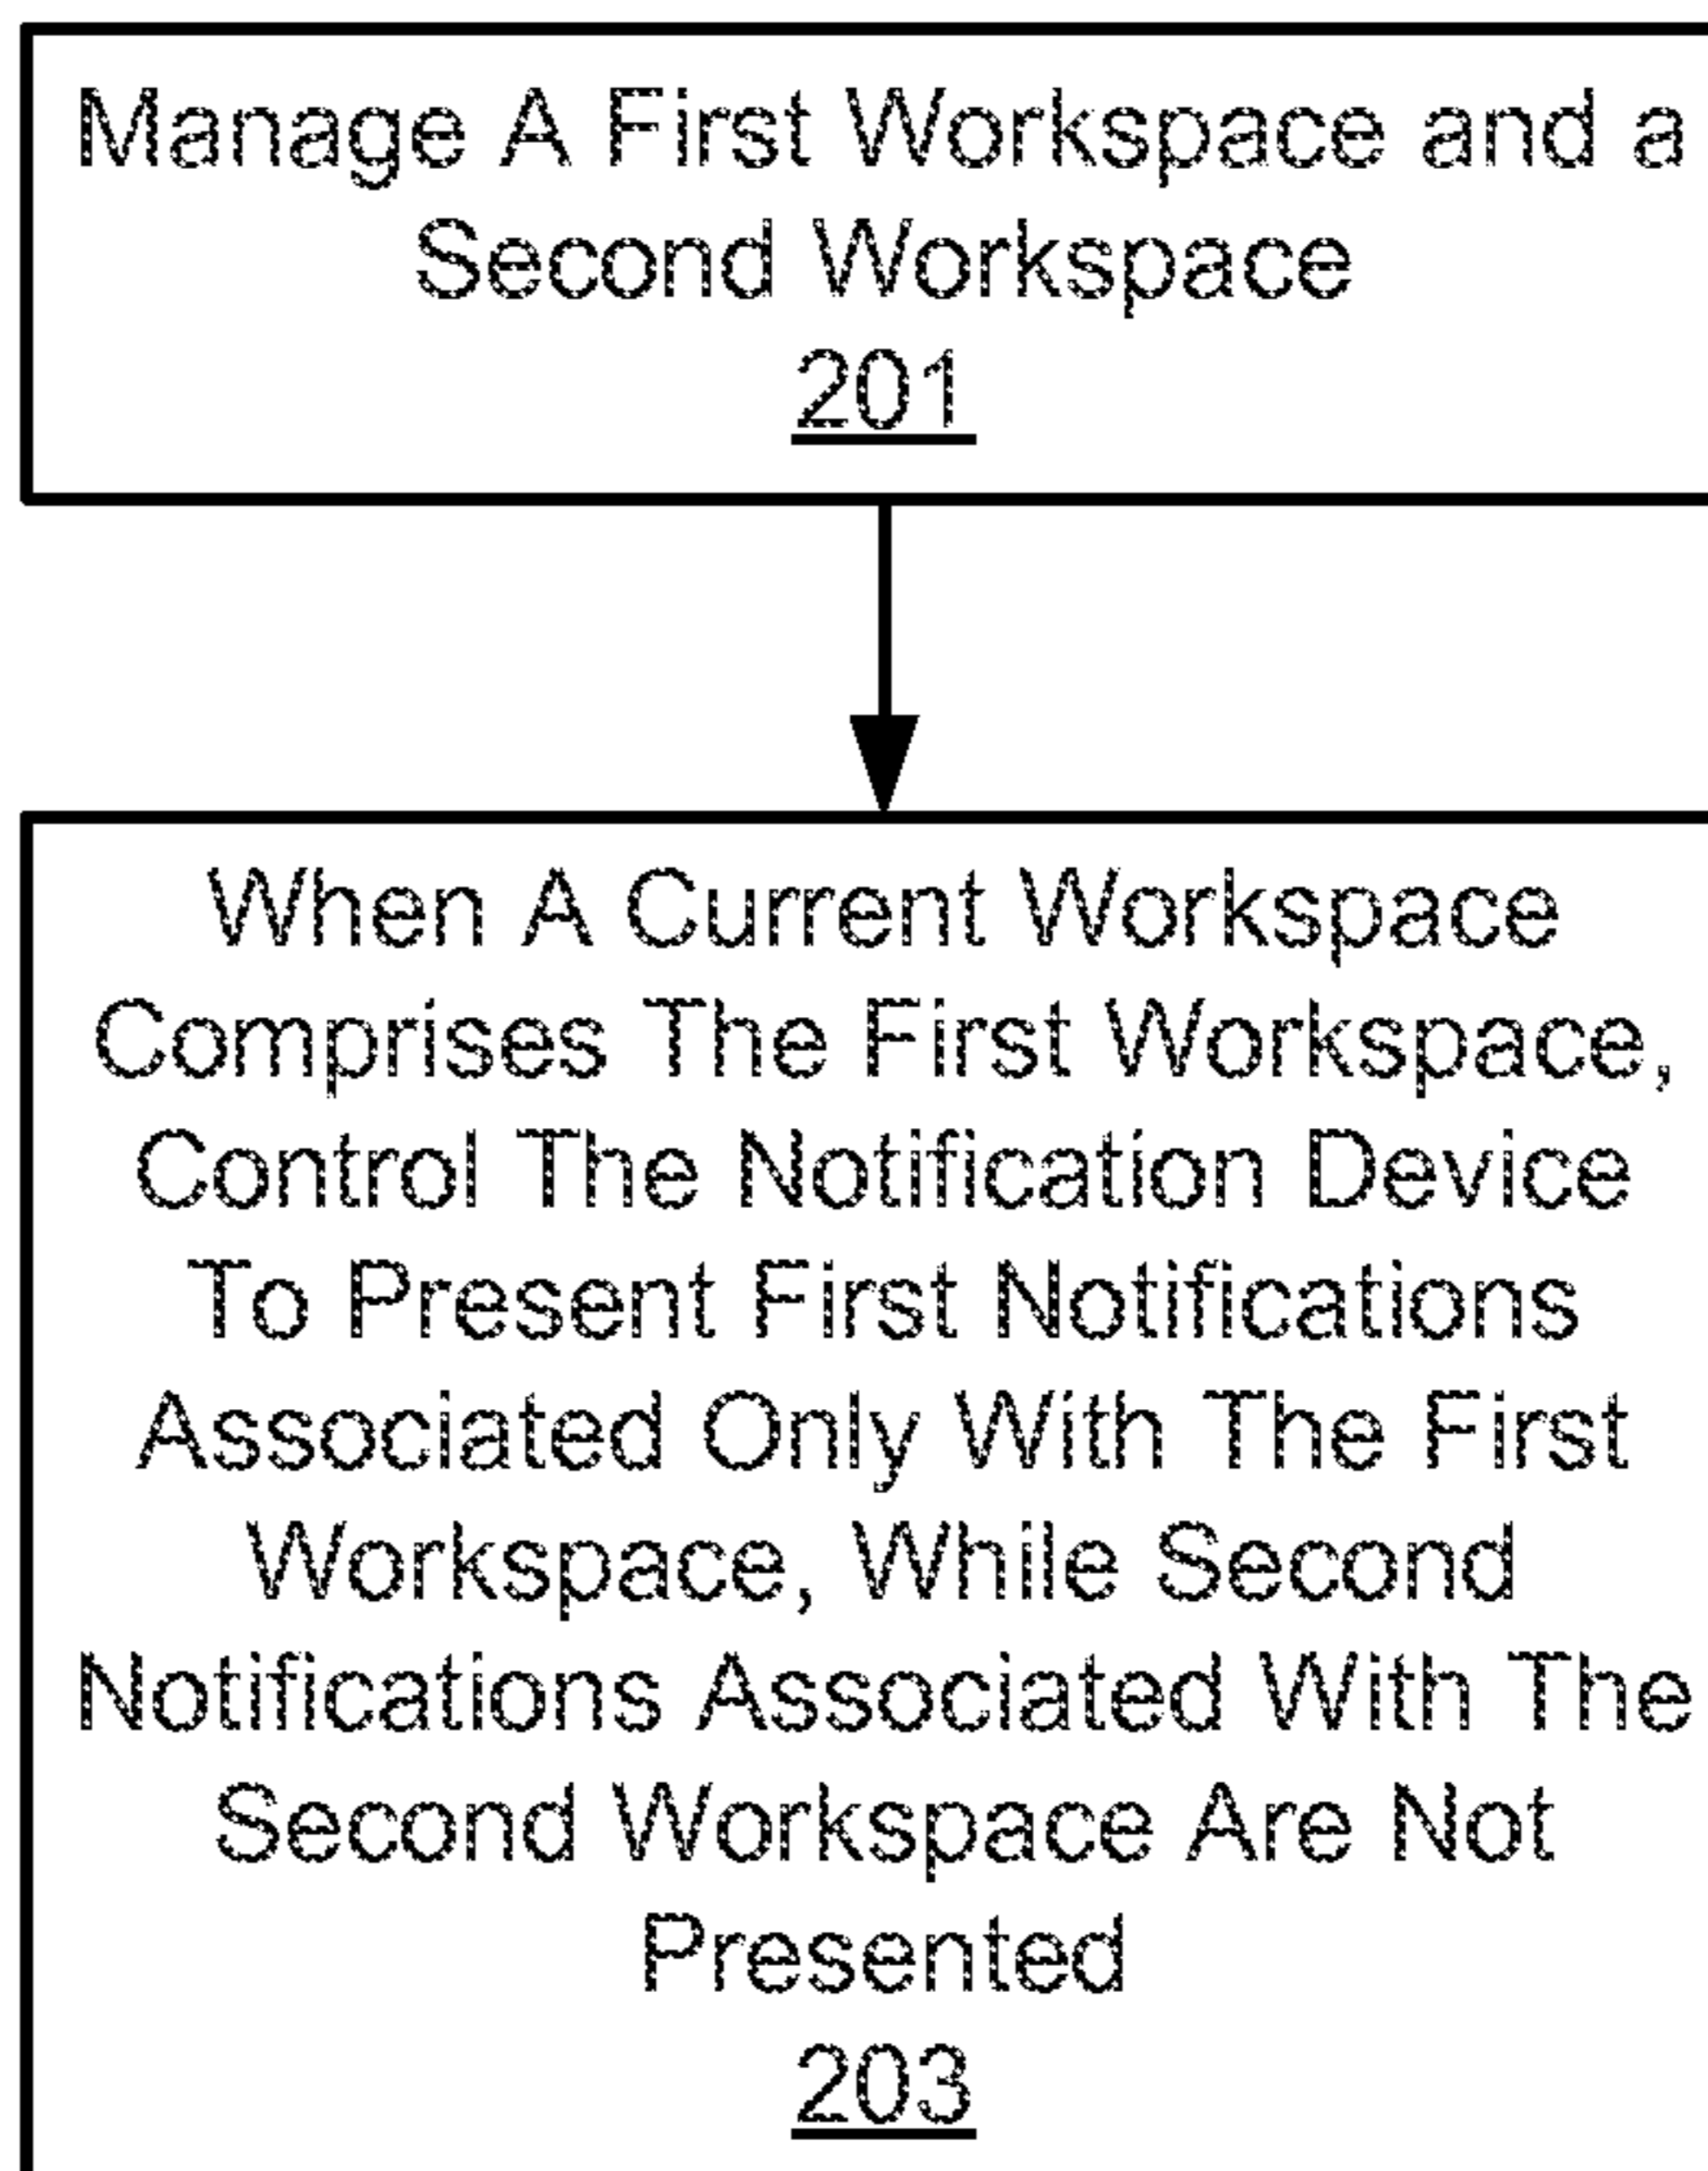 Manage A First Workspace and a
Second Workspace
201
When A Current Workspace
Comprises The First Workspace,
Control The Notification Device
To Present First Notifications
Associated Only With The First
Workspace, While Second
Notifications Associated With The
Second Workspace Are Not
Presented
203